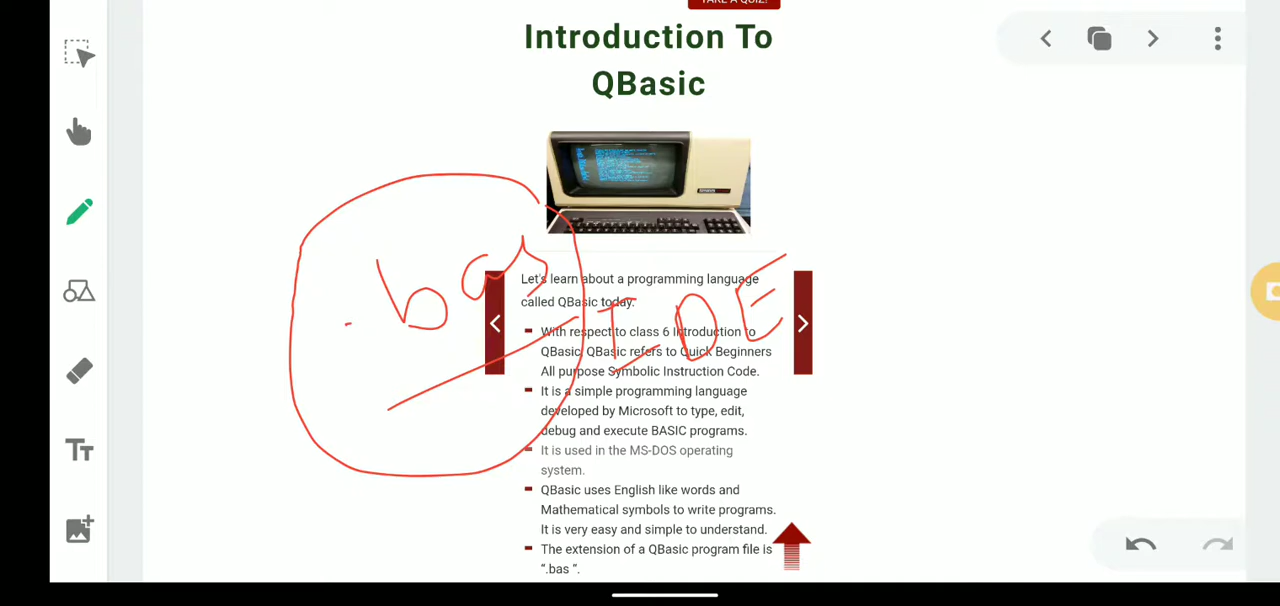 TAKE A QUIZ!
Introduction To
QBasic
Let's learn about a programming language
called QBasic today.
With respect to class 6 Introduction to
QBasic, QBasic refers to Quick Beginners
All purpose Symbolic Instruction Code.
It is a simple programming language
developed by Microsoft to type, edit,
debug and execute BASIC programs.
It is used in the MS-DOS operating
system.
QBasic uses English like words and
Mathematical symbols to write programs.
It is very easy and simple to understand.
The extension of a QBasic program file is
“.bas “.
.bas
IDE
TT